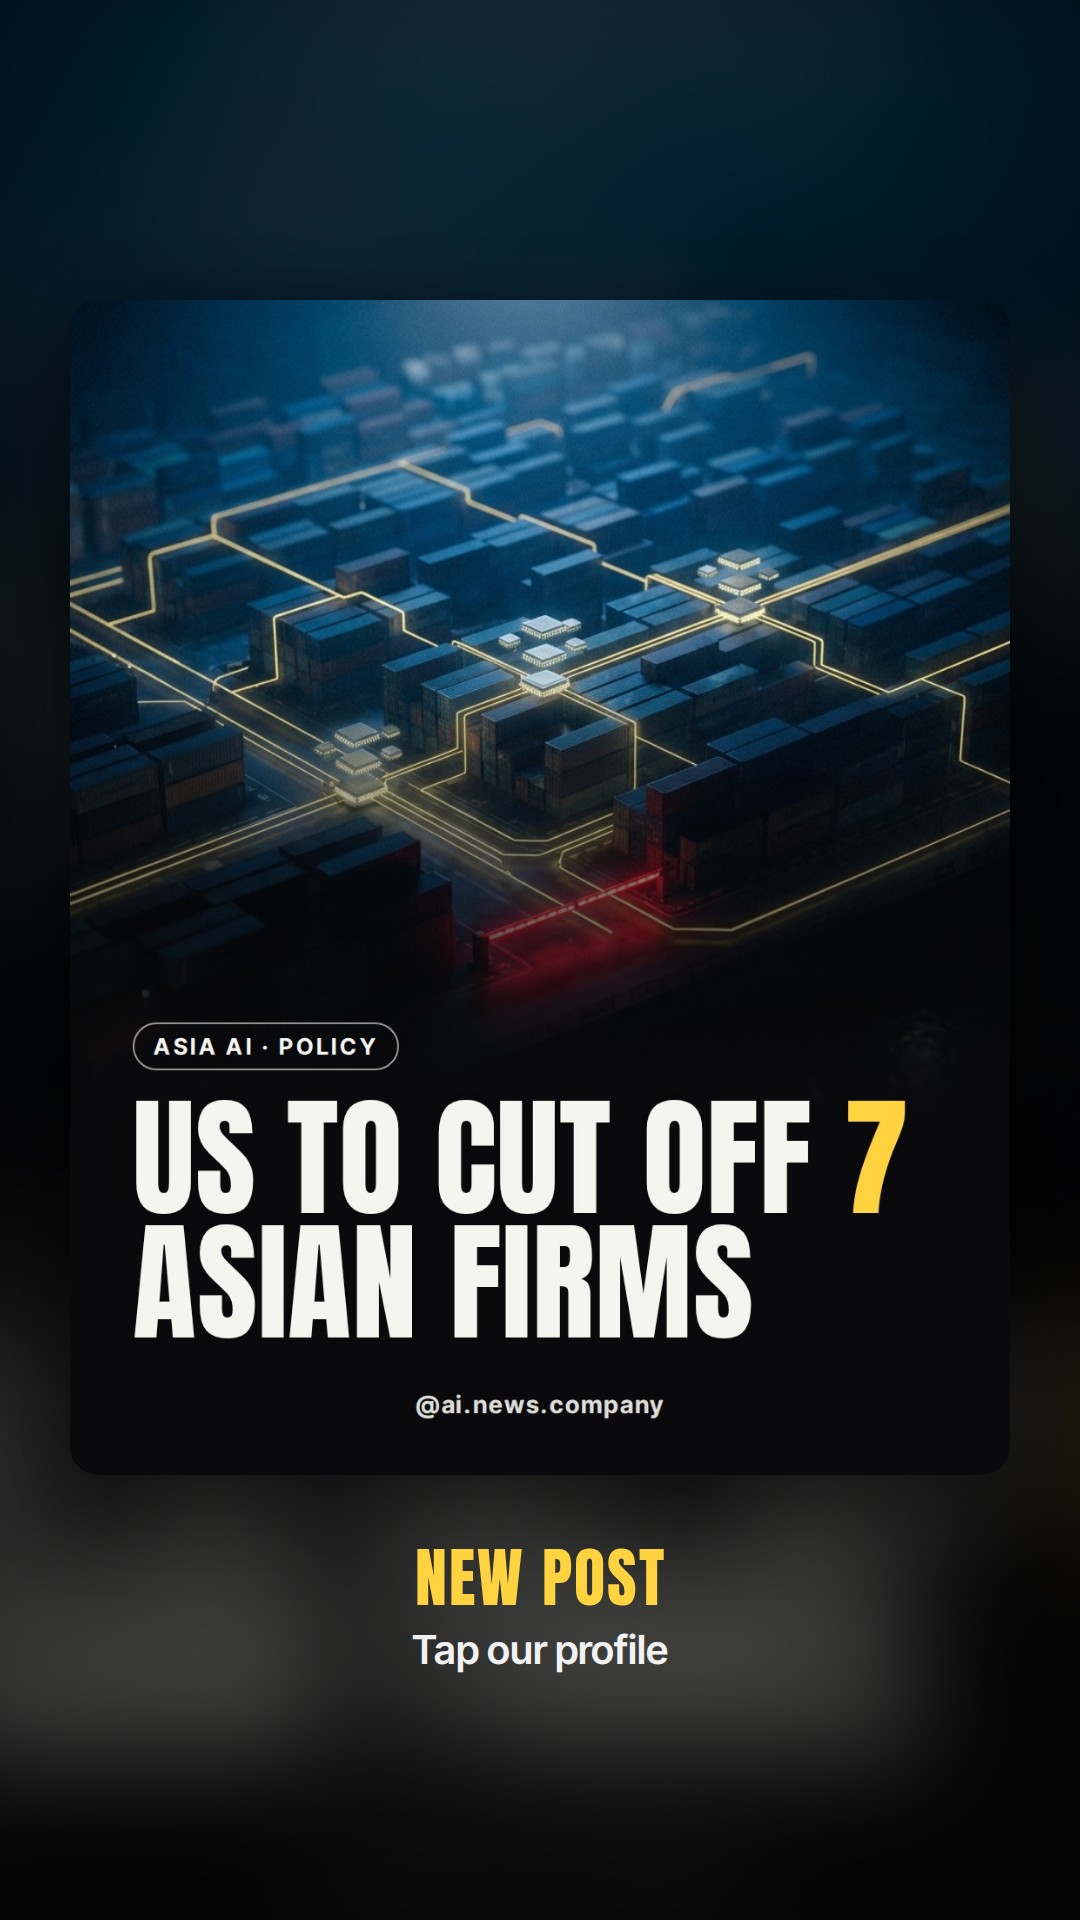 ASIA AI · POLICY
US TO CUT OFF 7
ASIAN FIRMS
@ai.news.company
NEW POST
Tap our profile